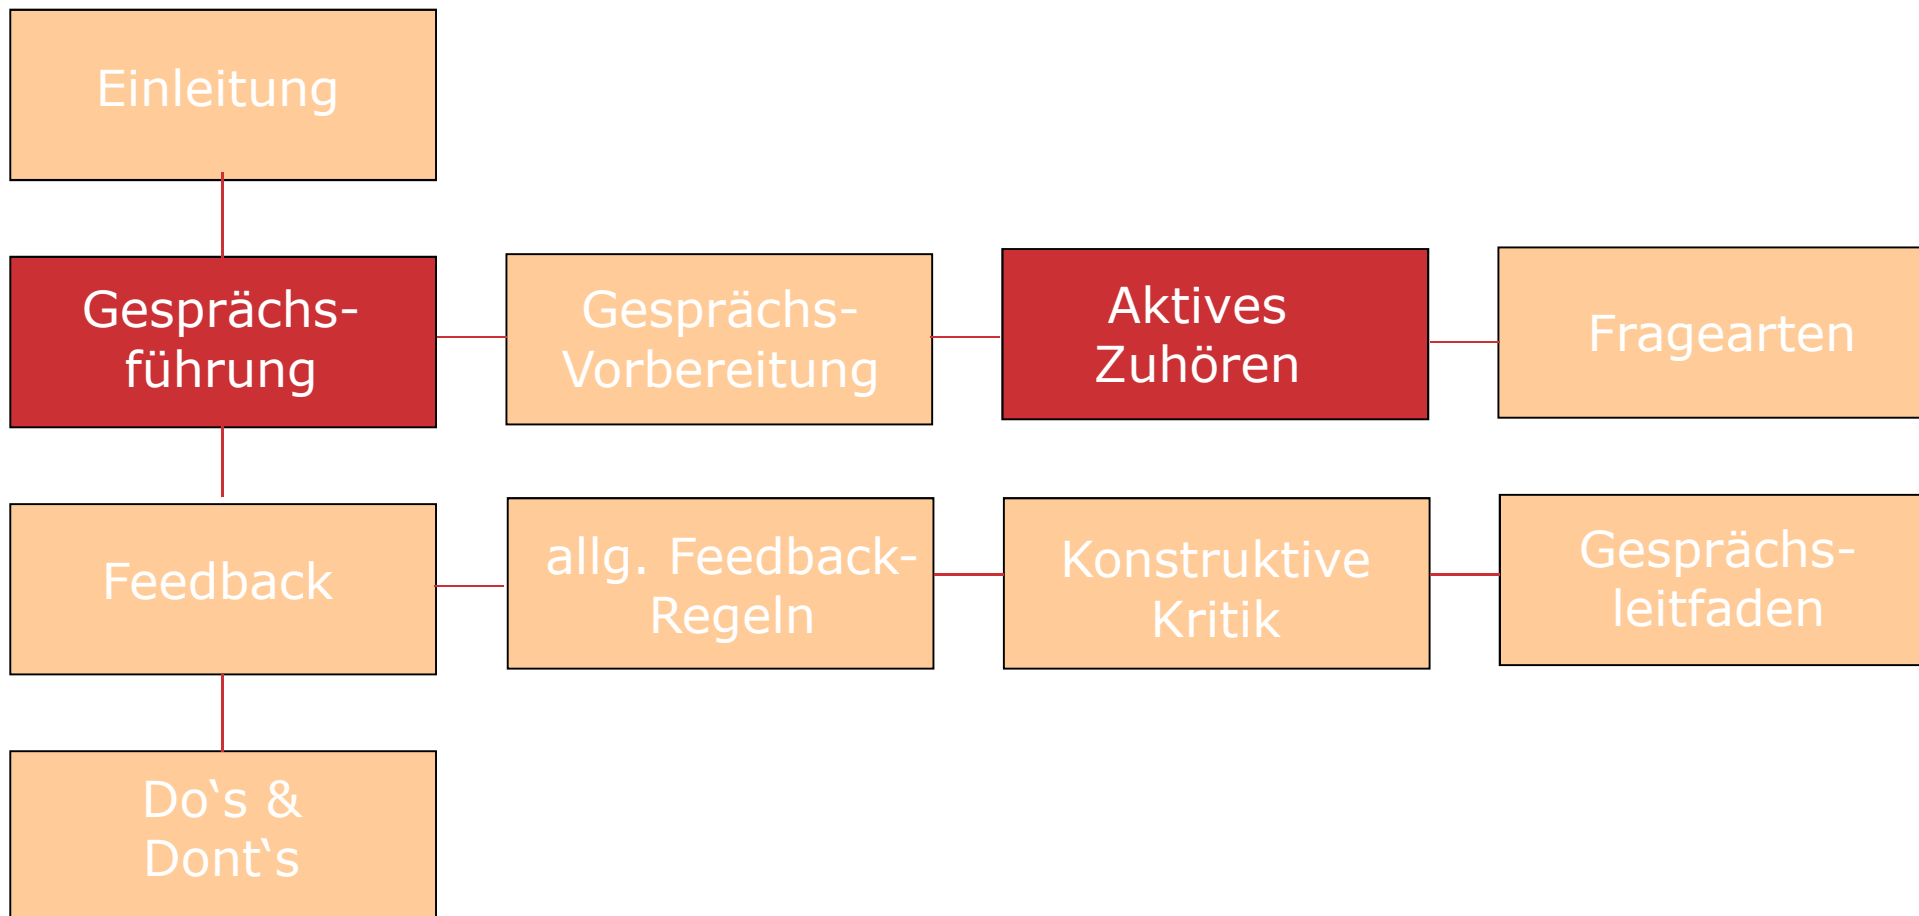 Einleitung
Gesprächs-
führung
Gesprächs-
Vorbereitung
Aktives
Zuhören
Fragearten
Feedback
allg. Feedback-
Regeln
Konstruktive
Kritik
Gesprächs-
leitfaden
Do‛s &
Dont‛s